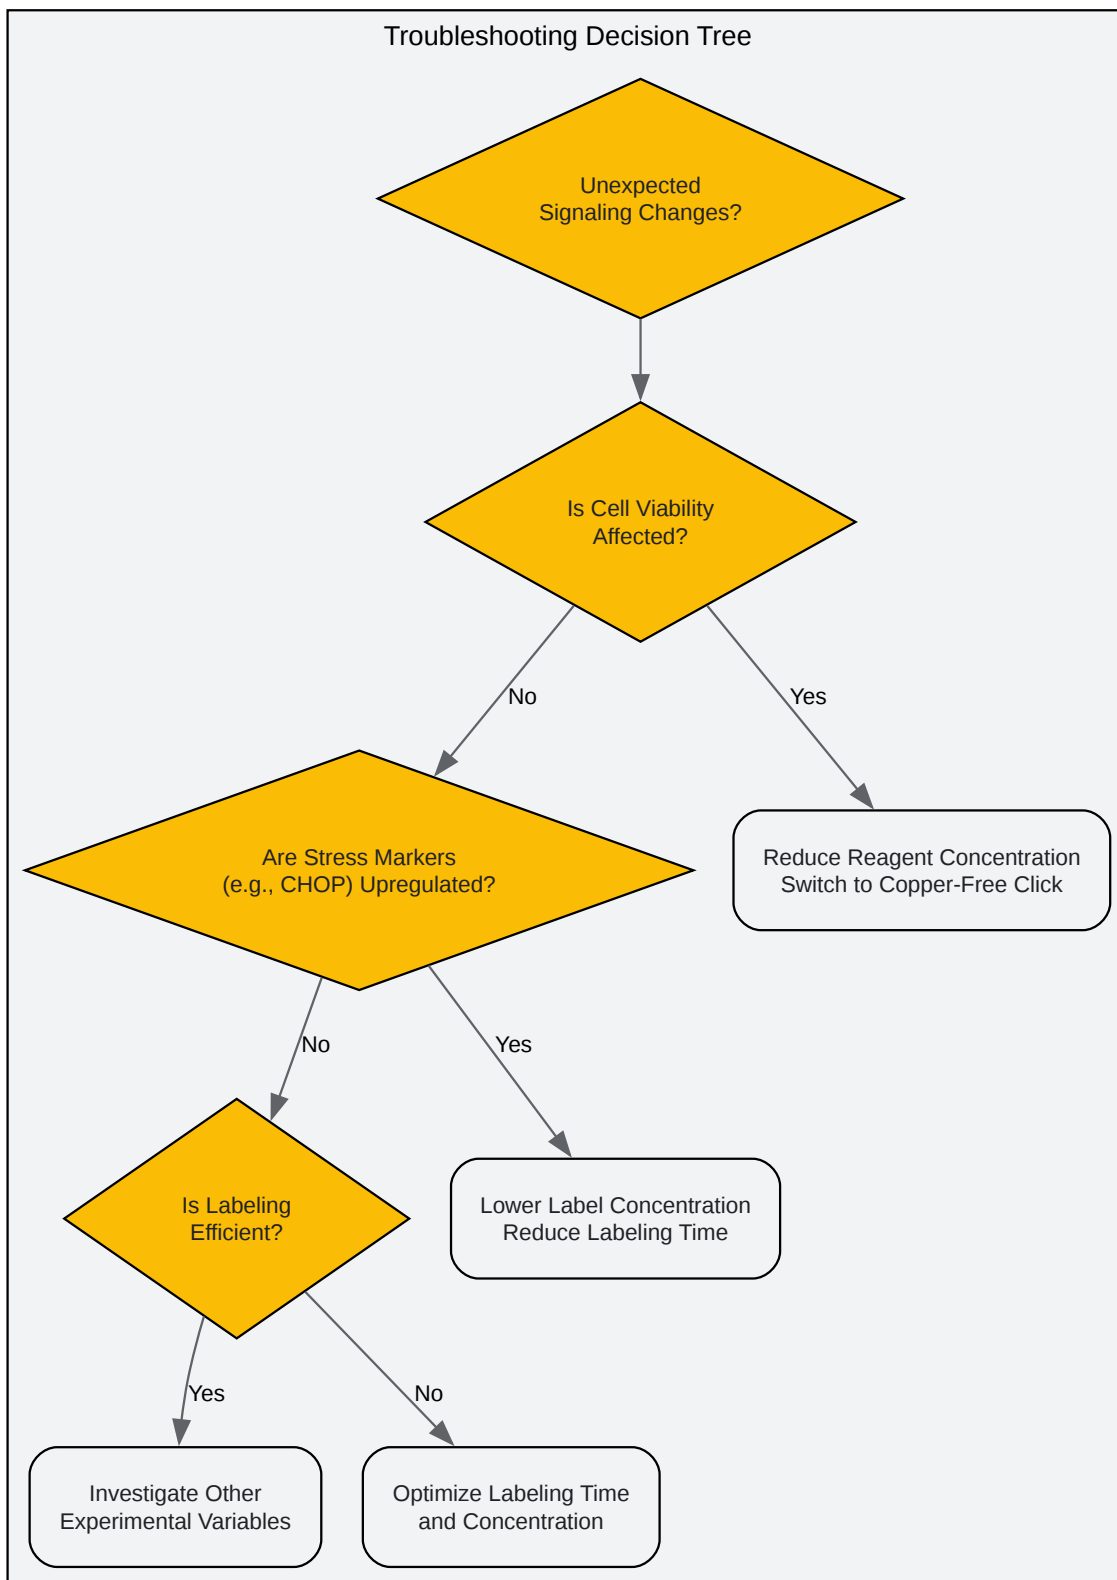 Troubleshooting Decision Tree
Unexpected
Signaling Changes?
Is Cell Viability
Affected?
No
Yes
Are Stress Markers
(e.g., CHOP) Upregulated?
Reduce Reagent Concentration
Switch to Copper-Free Click
No
Yes
Is Labeling
Efficient?
Lower Label Concentration
Reduce Labeling Time
Yes
No
Investigate Other
Experimental Variables
Optimize Labeling Time
and Concentration